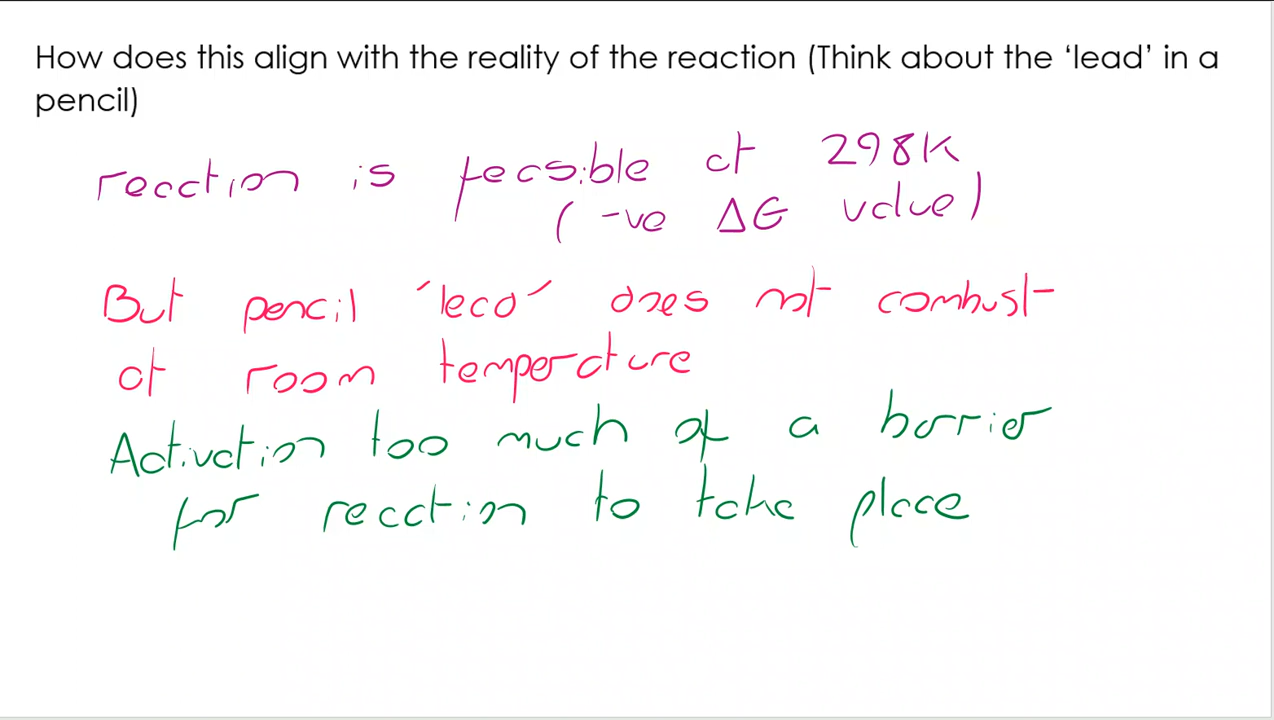 How does this align with the reality of the reaction (Think about the ‘lead’ in a
pencil)
reaction is feasible at 298K
(-ve ΔG value)
But pencil ‘lead’ does not combust
at room temperature
Activation too much of a barrier
for reaction to take place